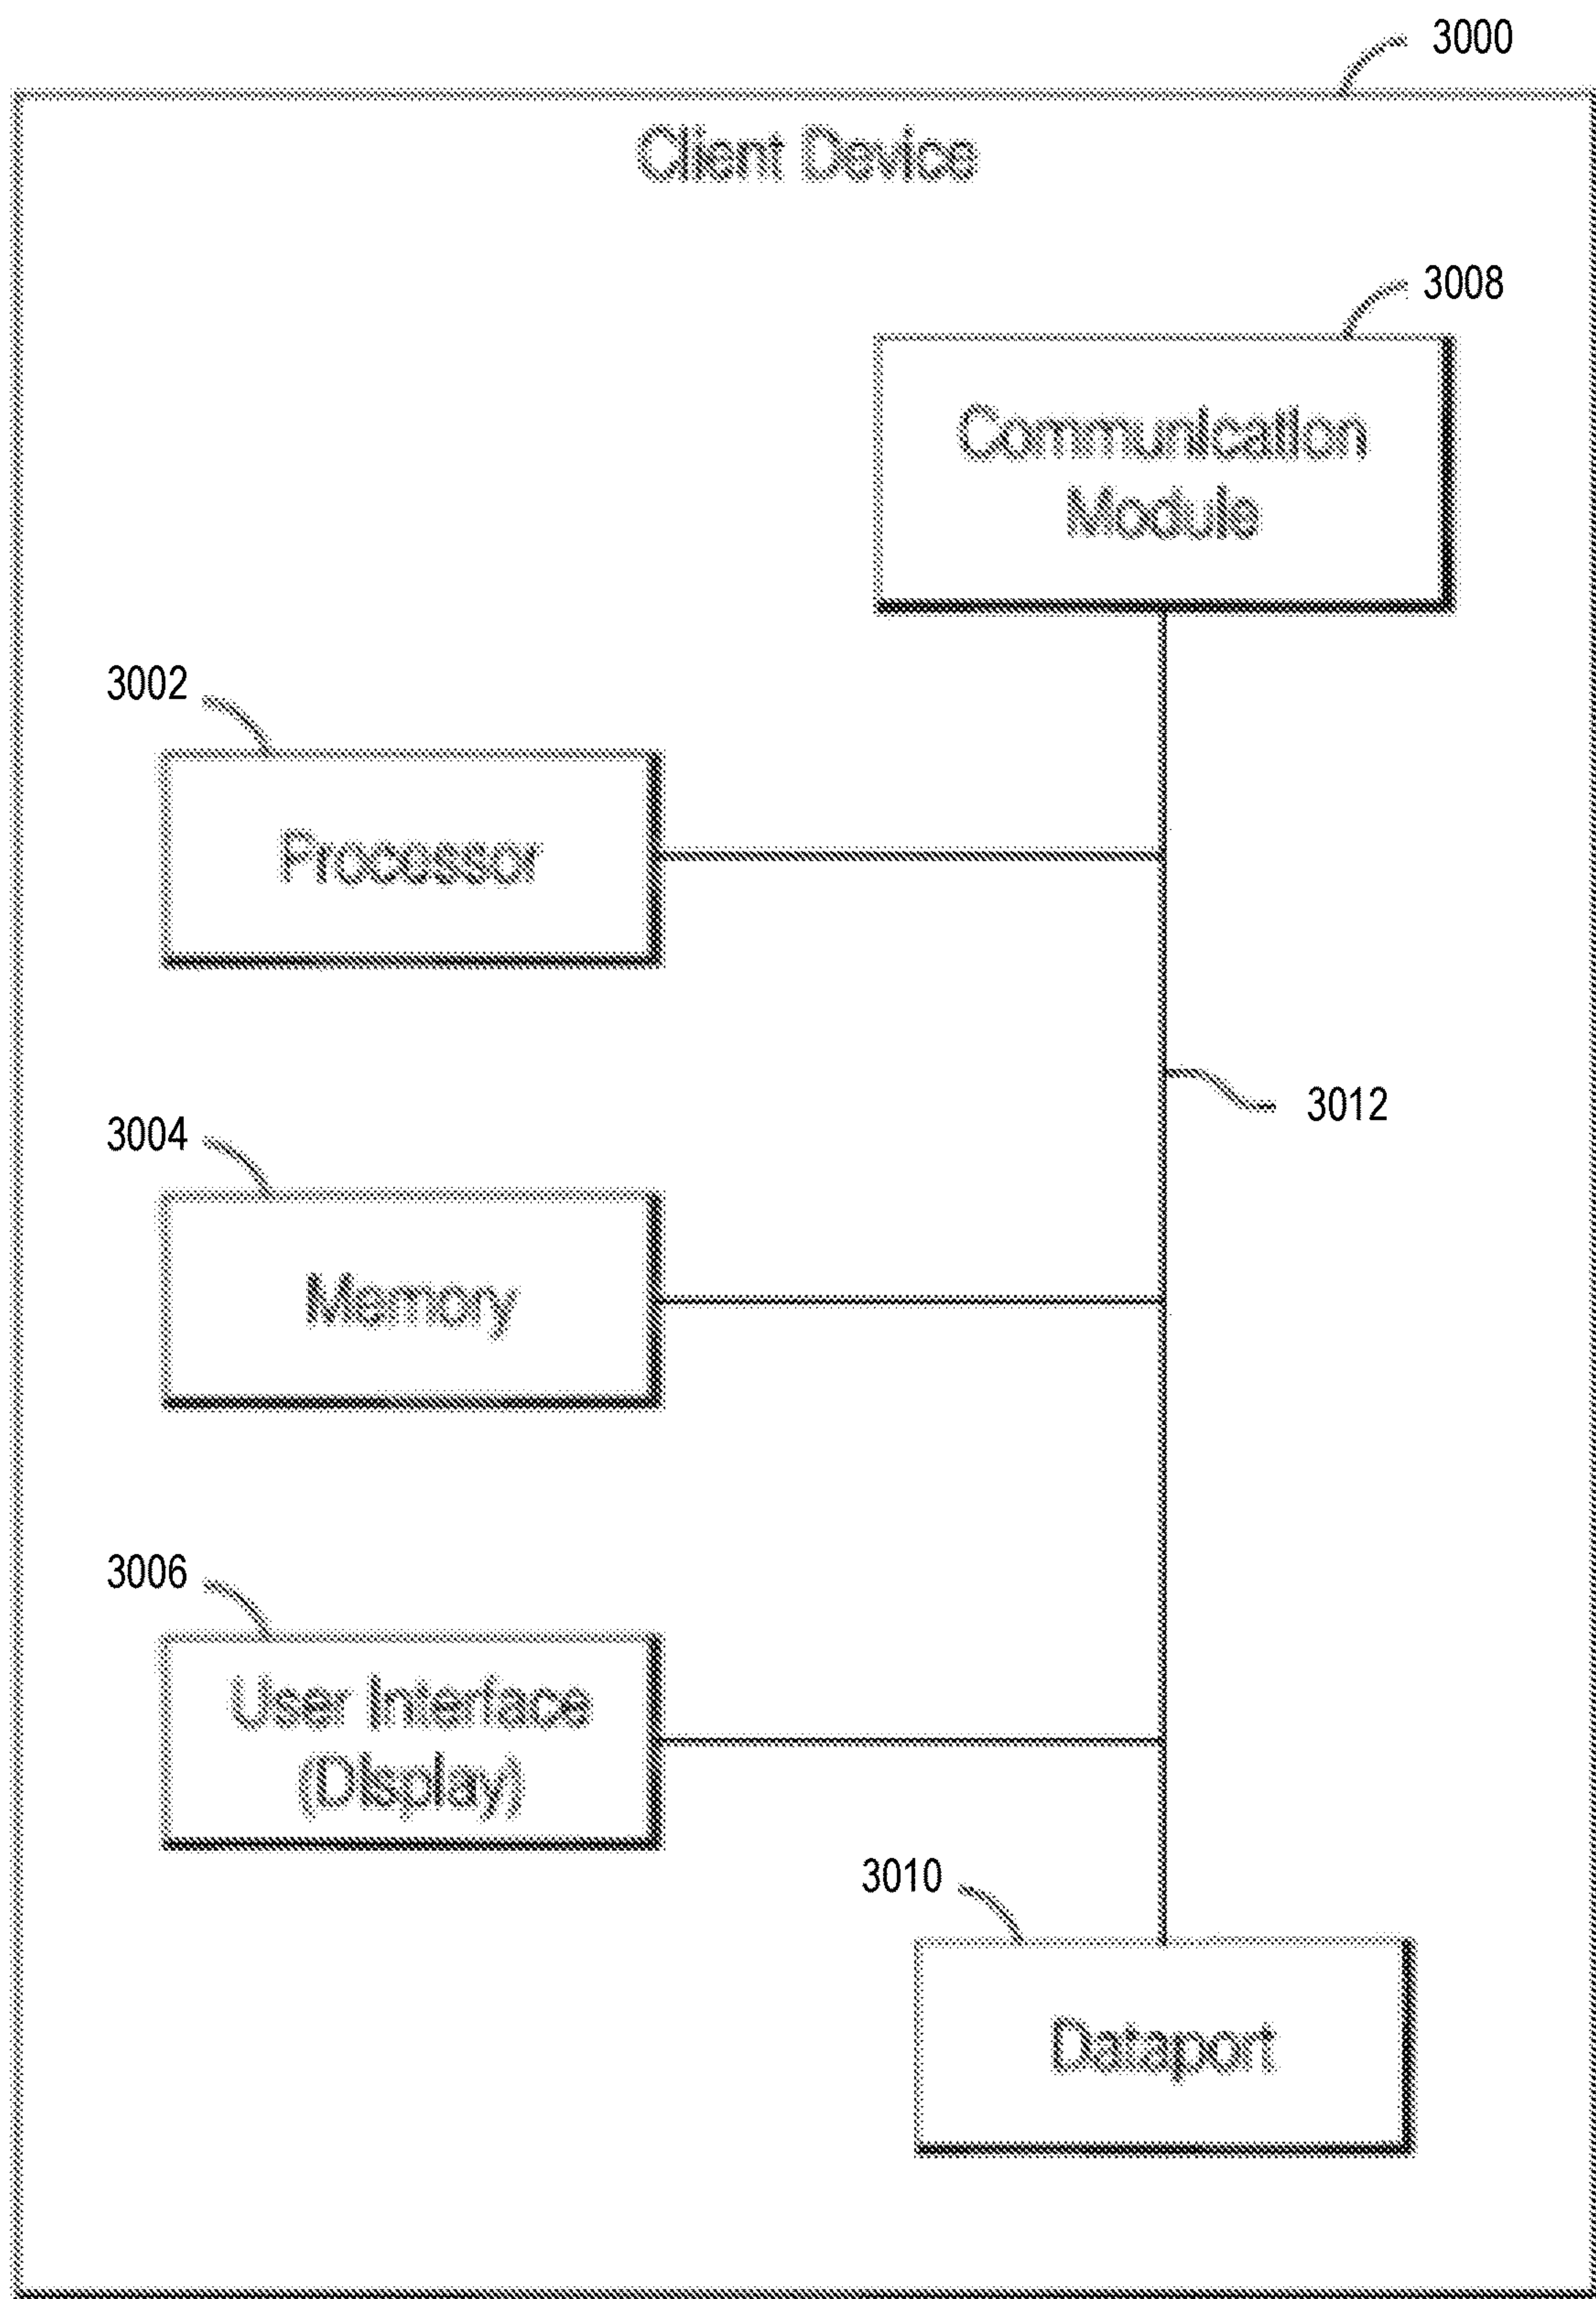 3000
Client Device
3008
Communication
Module
3002
Processor
3012
3004
Memory
3006
User Interface
(Display)
3010
Dataport